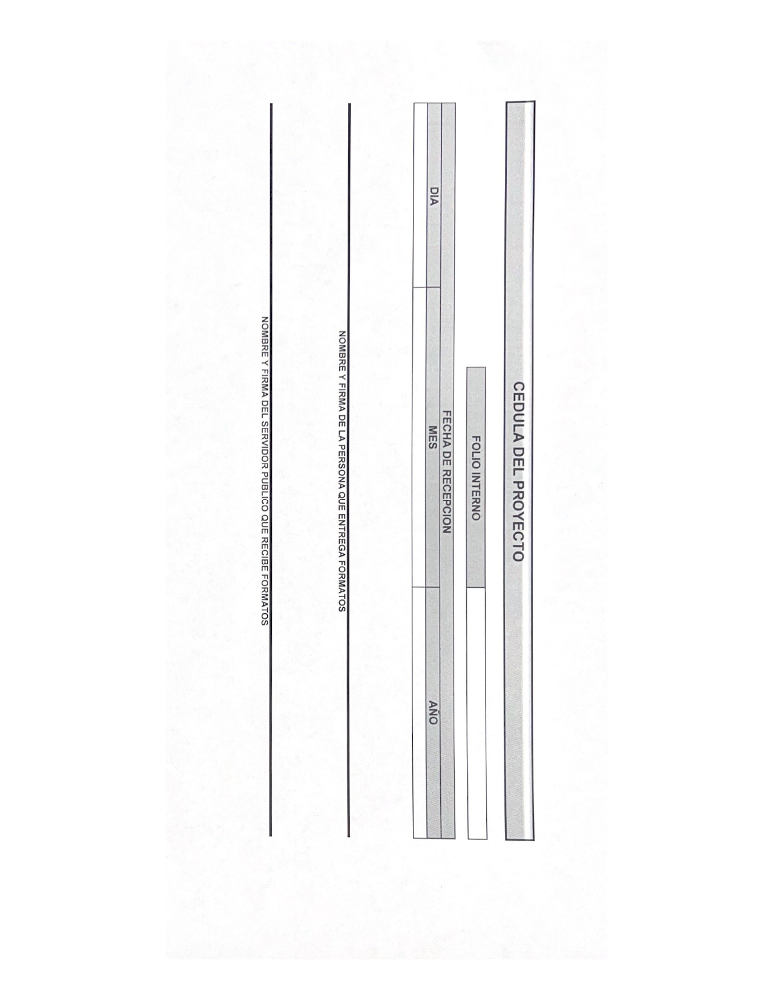 CEDULA DEL PROYECTO
FOLIO INTERNO
FECHA DE RECEPCION
DIA MES AÑO
NOMBRE Y FIRMA DE LA PERSONA QUE ENTREGA FORMATOS
NOMBRE Y FIRMA DEL SERVIDOR PUBLICO QUE RECIBE FORMATOS